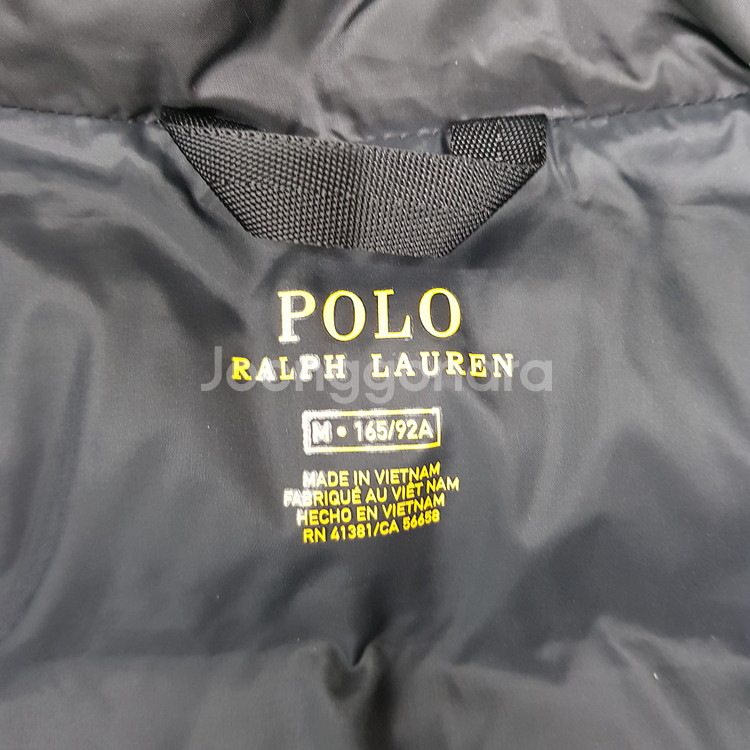 POLO
RALPH LAUREN
Joonggonara
M • 165/92A
MADE IN VIETNAM
FABRIQUÉ AU VIÊT NAM
HECHO EN VIETNAM
RN 41381/CA 56658